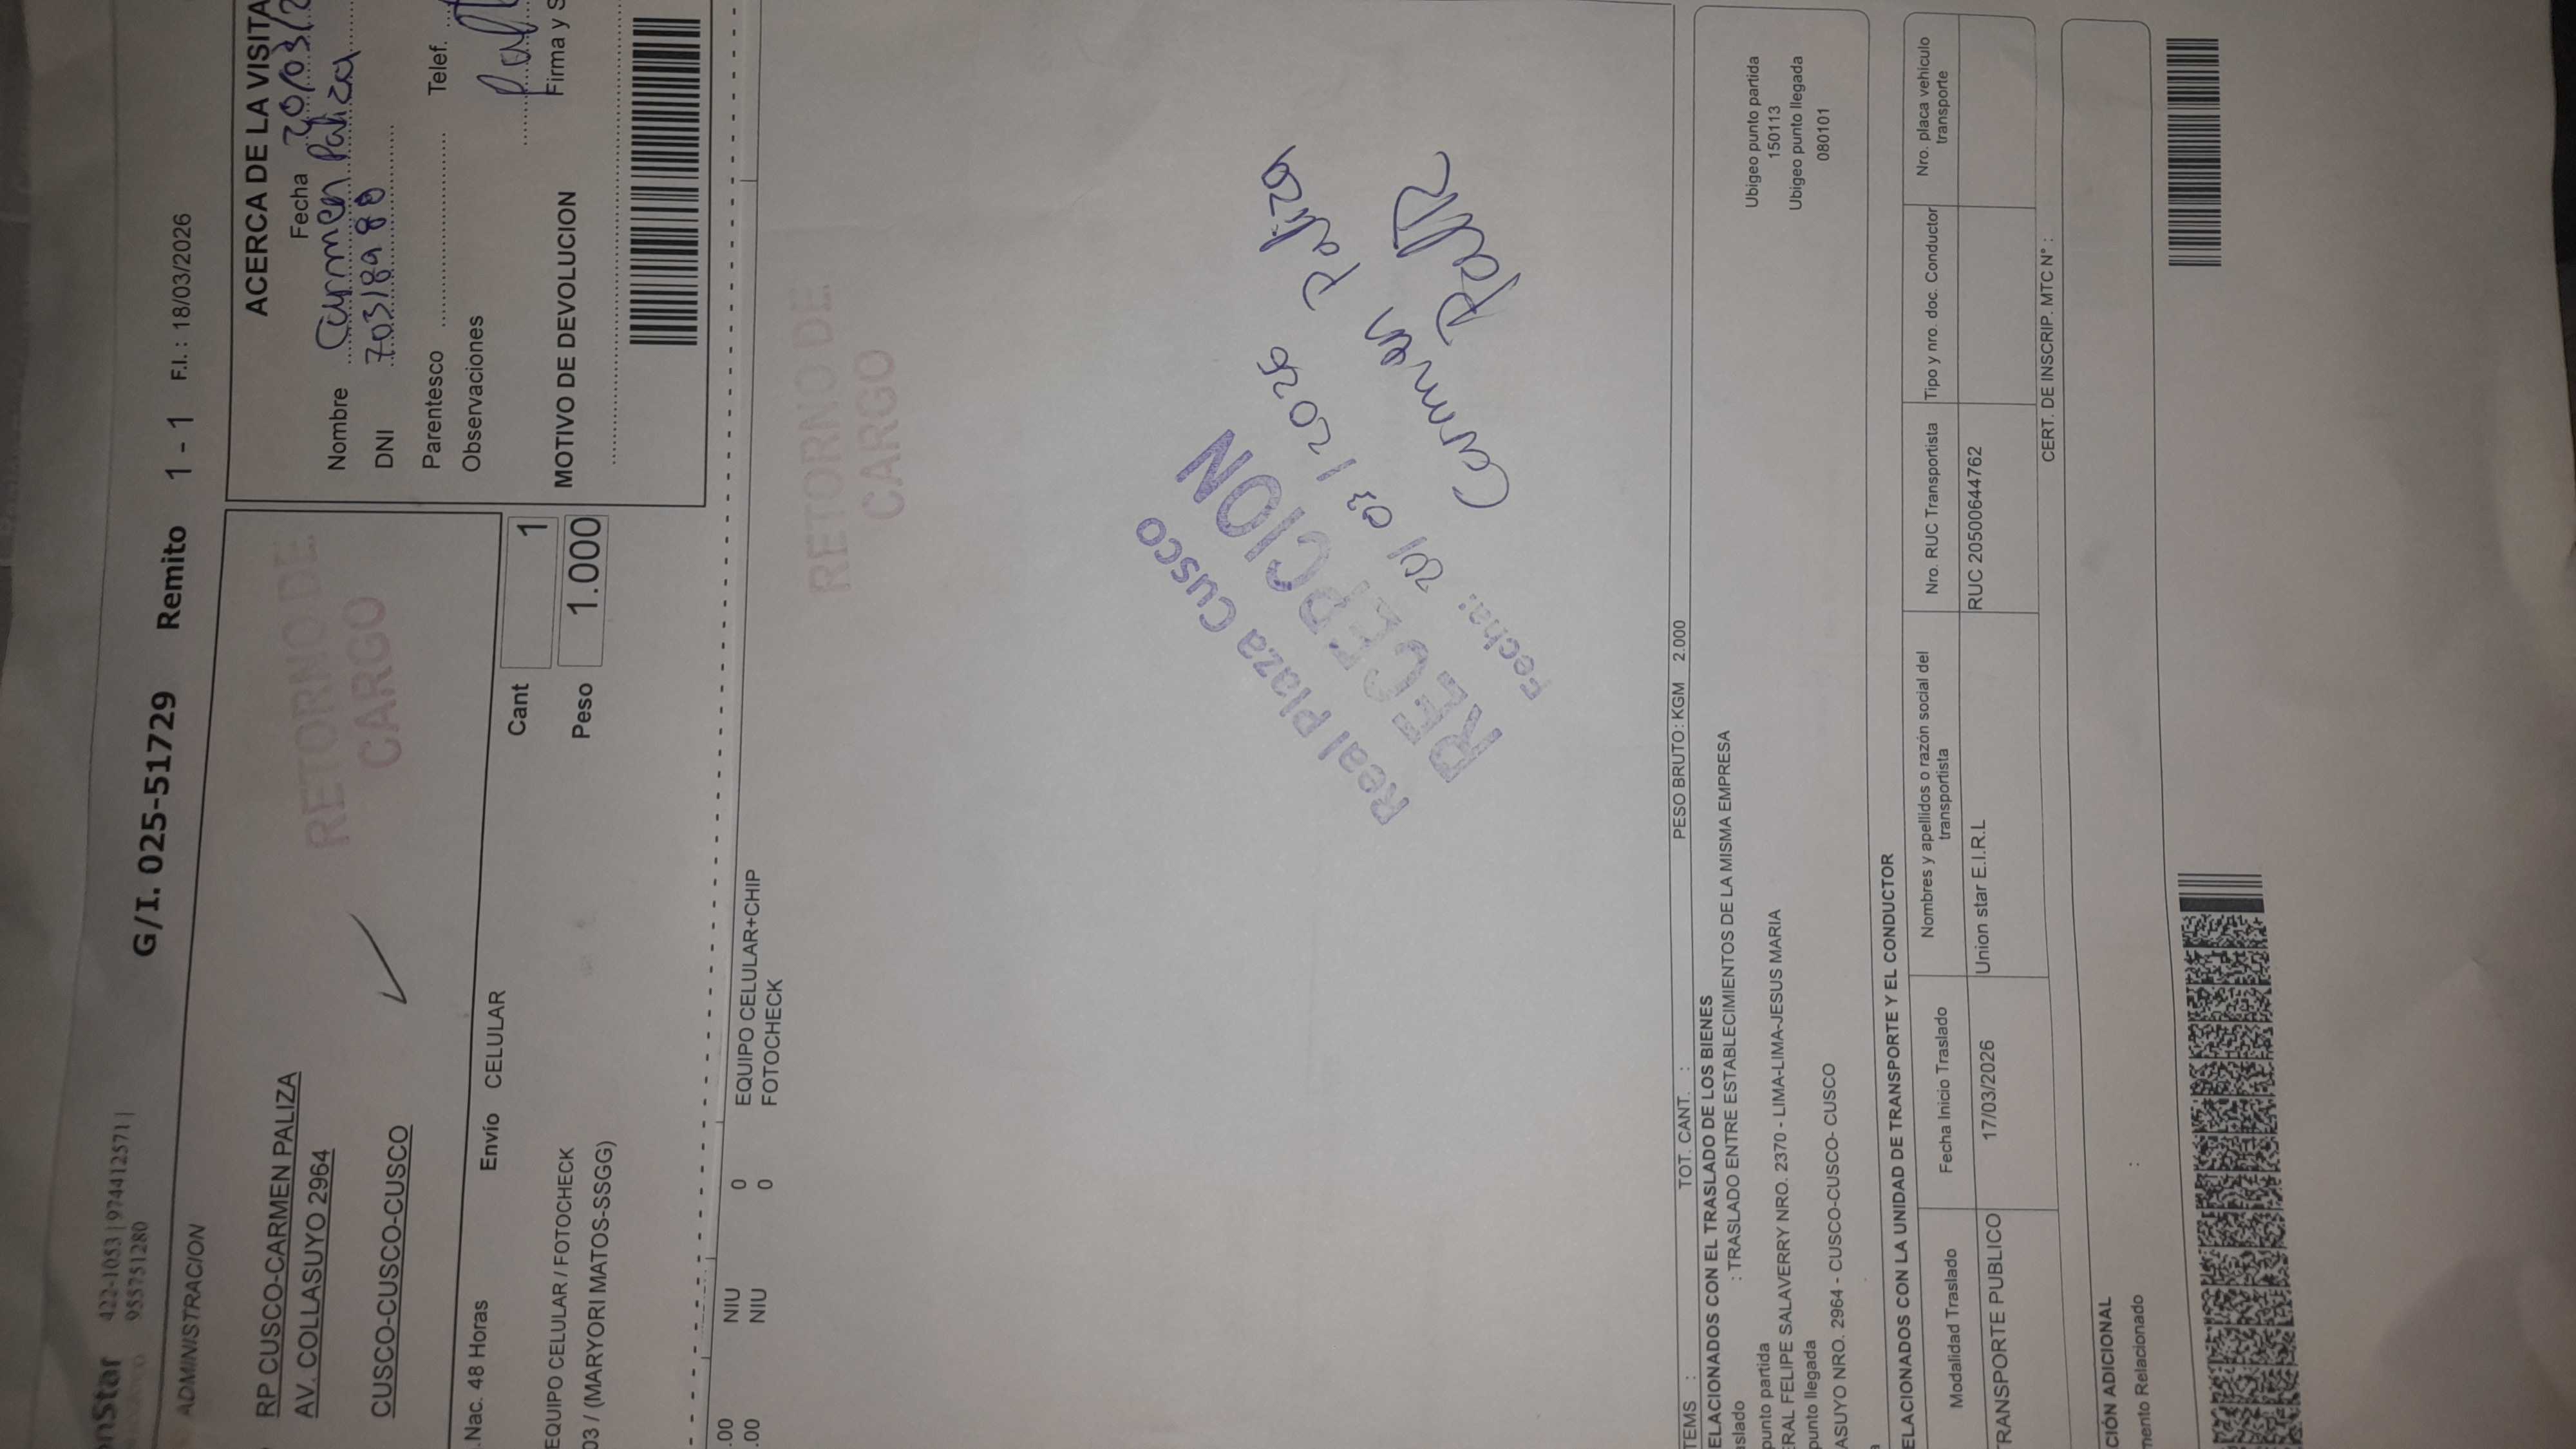 nStar 422-1053 | 974412571 |
955751280
G/I. 025-51729 Remito 1 - 1 F.I. : 18/03/2026
ADMINISTRACION
RP CUSCO-CARMEN PALIZA
AV. COLLASUYO 2964
CUSCO-CUSCO-CUSCO
RETORNO DE
CARGO
.Nac. 48 Horas Envío CELULAR
Cant 1
Peso 1.000
EQUIPO CELULAR / FOTOCHECK
03 / (MARYORI MATOS-SSGG)
ACERCA DE LA VISITA
Fecha 20/03/2
Nombre Carmen Paliza
DNI 70318980
Parentesco Telef.
Observaciones
Firma y S
MOTIVO DE DEVOLUCION
.00 NIU 0 EQUIPO CELULAR+CHIP
.00 NIU 0 FOTOCHECK
RETORNO DE
CARGO
Real Plaza Cusco
RECEPCION
Fecha: 20/03/2026
Carmen Paliza
TEMS : TOT. CANT. : PESO BRUTO: KGM 2.000
ELACIONADOS CON EL TRASLADO DE LOS BIENES
aslado : TRASLADO ENTRE ESTABLECIMIENTOS DE LA MISMA EMPRESA
punto partida Ubigeo punto partida
ERAL FELIPE SALAVERRY NRO. 2370 - LIMA-LIMA-JESUS MARIA 150113
punto llegada Ubigeo punto llegada
ASUYO NRO. 2964 - CUSCO-CUSCO- CUSCO 080101
ELACIONADOS CON LA UNIDAD DE TRANSPORTE Y EL CONDUCTOR
Modalidad Traslado Fecha Inicio Traslado Nombres y apellidos o razón social del transportista Nro. RUC Transportista Tipo y nro. doc. Conductor Nro. placa vehículo transporte
TRANSPORTE PUBLICO 17/03/2026 Union star E.I.R.L RUC 20500644762
CERT. DE INSCRIP. MTC N° :
CIÓN ADICIONAL
mento Relacionado :